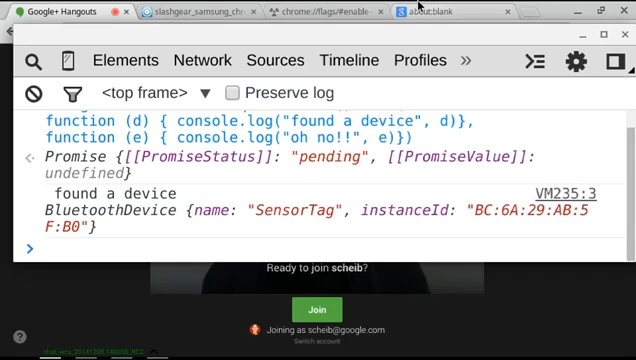 Google+ Hangouts
slashgear_samsung_chr
chrome://flags/#enable-
about:blank
Elements Network Sources Timeline Profiles »
<top frame> ▼ Preserve log
function (d) { console.log("found a device", d)},
function (e) { console.log("oh no!!", e)})
Promise {[[PromiseStatus]]: "pending", [[PromiseValue]]:
undefined}
found a device VM235:3
BluetoothDevice {name: "SensorTag", instanceId: "BC:6A:29:AB:5
F:B0"}
>
Ready to join scheib?
Join
Joining as scheib@google.com
Switch account
?